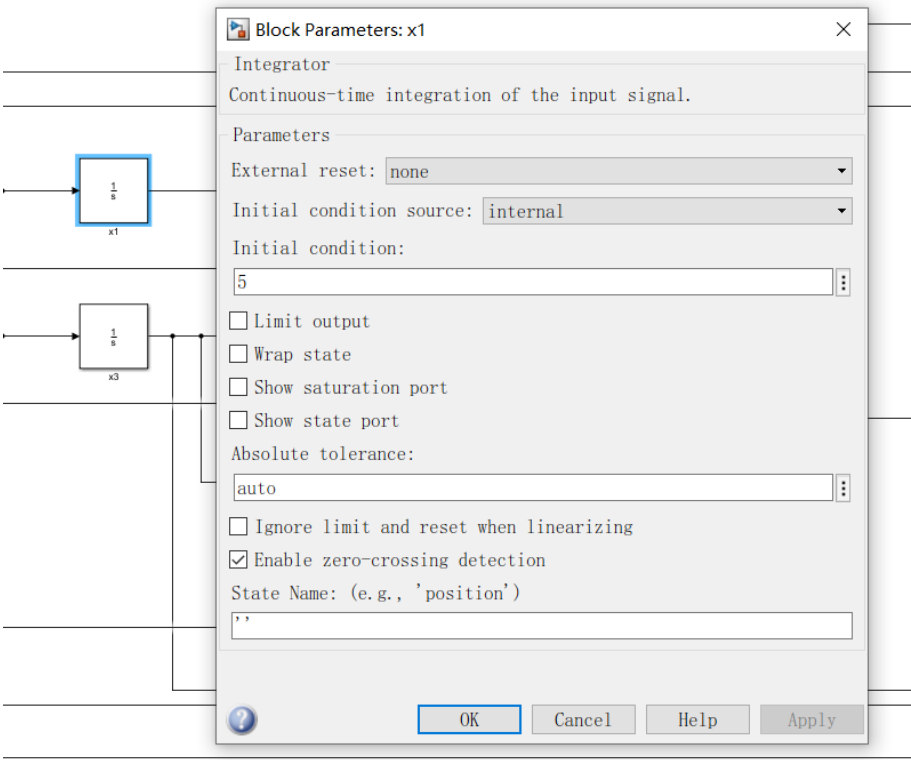 Block Parameters: x1
Integrator
Continuous-time integration of the input signal.
Parameters
External reset: none
Initial condition source: internal
Initial condition:
5
Limit output
Wrap state
Show saturation port
Show state port
Absolute tolerance:
auto
Ignore limit and reset when linearizing
Enable zero-crossing detection
State Name: (e.g., 'position')
''
OK Cancel Help Apply
1
s
x1
1
s
x3